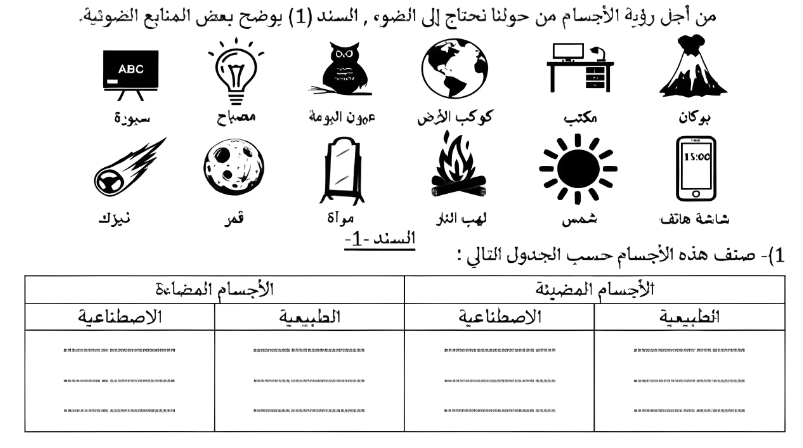 من أجل رؤية الأجسام من حولنا نحتاج إلى الضوء , السند (1) يوضح بعض المنابع الضوئية.
ABC
سبورة
مصباح
عيون البومة
كوكب الأرض
مكتب
بركان
15:00
نيزك
قمر
مرآة
لهب النار
شمس
شاشة هاتف
السند -1-
1)- صنف هذه الأجسام حسب الجدول التالي :
الأجسام المضيئة
الأجسام المضاءة
الطبيعية
الاصطناعية
الطبيعية
الاصطناعية